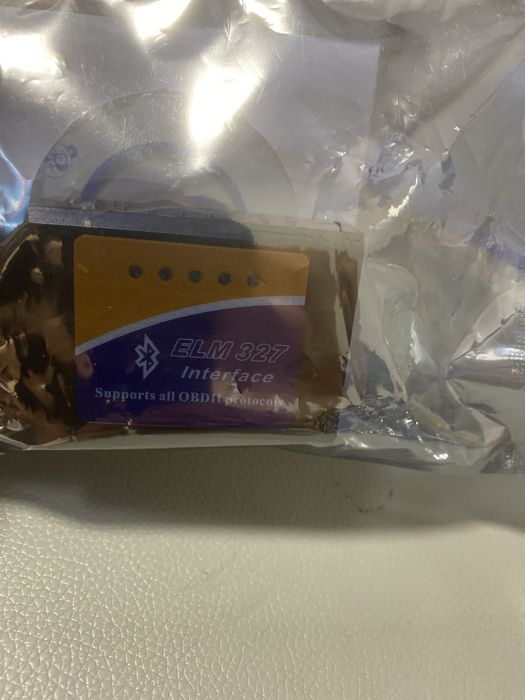 ELM 327
Interface
Supports all OBDII protocols